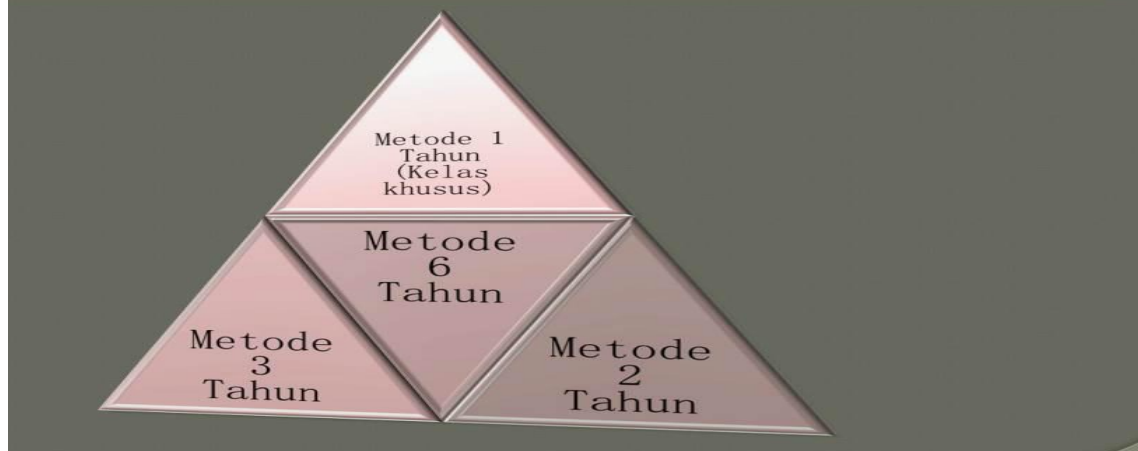 Metode 1
Tahun
(Kelas
khusus)
Metode
6
Tahun
Metode
3
Tahun
Metode
2
Tahun